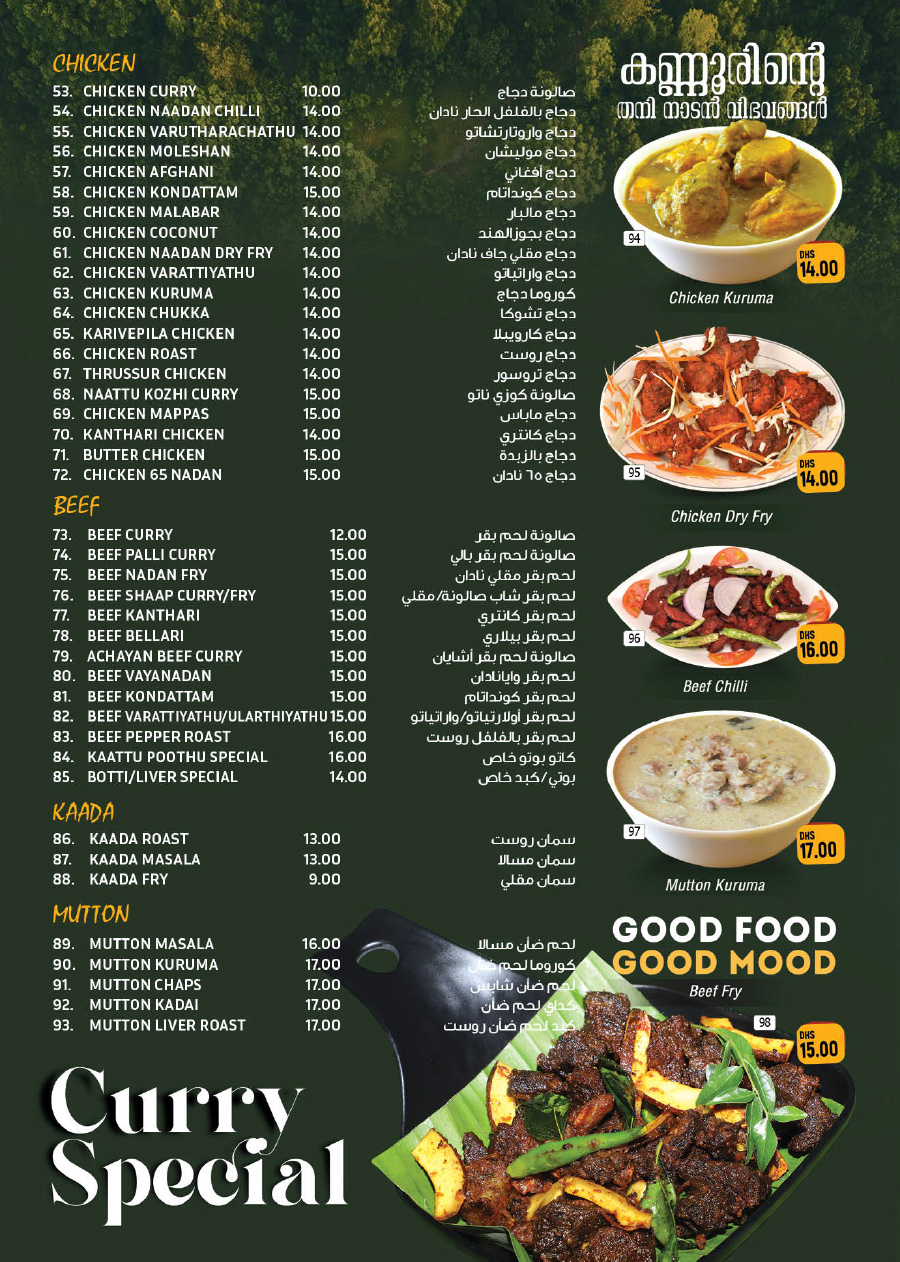 CHICKEN
53. CHICKEN CURRY 10.00 صالونة دجاج
54. CHICKEN NAADAN CHILLI 14.00 دجاج بالفلفل الحار نادان
55. CHICKEN VARUTHARACHATHU 14.00 دجاج واروتارتشاتو
56. CHICKEN MOLESHAN 14.00 دجاج موليشان
57. CHICKEN AFGHANI 14.00 دجاج أفغاني
58. CHICKEN KONDATTAM 15.00 دجاج كونداتام
59. CHICKEN MALABAR 14.00 دجاج مالبار
60. CHICKEN COCONUT 14.00 دجاج بجوز الهند
61. CHICKEN NAADAN DRY FRY 14.00 دجاج مقلي جاف نادان
62. CHICKEN VARATTIYATHU 14.00 دجاج واراتياتو
63. CHICKEN KURUMA 14.00 كوروما دجاج
64. CHICKEN CHUKKA 14.00 دجاج تشوكا
65. KARIVEPILA CHICKEN 14.00 دجاج كارويبلا
66. CHICKEN ROAST 14.00 دجاج روست
67. THRUSSUR CHICKEN 14.00 دجاج تروسور
68. NAATTU KOZHI CURRY 15.00 صالونة كوزي ناتو
69. CHICKEN MAPPAS 15.00 دجاج ماباس
70. KANTHARI CHICKEN 14.00 دجاج كانتري
71. BUTTER CHICKEN 15.00 دجاج بالزبدة
72. CHICKEN 65 NADAN 15.00 دجاج ٦٥ نادان
BEEF
73. BEEF CURRY 12.00 صالونة لحم بقر
74. BEEF PALLI CURRY 15.00 صالونة لحم بقر بالي
75. BEEF NADAN FRY 15.00 لحم بقر مقلي نادان
76. BEEF SHAAP CURRY/FRY 15.00 لحم بقر شاب صالونة/مقلي
77. BEEF KANTHARI 15.00 لحم بقر كانتري
78. BEEF BELLARI 15.00 لحم بقر بيلاري
79. ACHAYAN BEEF CURRY 15.00 صالونة لحم بقر أشايان
80. BEEF VAYANADAN 15.00 لحم بقر وايانادان
81. BEEF KONDATTAM 15.00 لحم بقر كونداتام
82. BEEF VARATTIYATHU/ULARTHIYATHU 15.00 لحم بقر أولارتياتو/واراتياتو
83. BEEF PEPPER ROAST 16.00 لحم بقر بالفلفل روست
84. KAATTU POOTHU SPECIAL 16.00 كاتو بوتو خاص
85. BOTTI/LIVER SPECIAL 14.00 بوتي/كبد خاص
KAADA
86. KAADA ROAST 13.00 سمان روست
87. KAADA MASALA 13.00 سمان مسالا
88. KAADA FRY 9.00 سمان مقلي
MUTTON
89. MUTTON MASALA 16.00 لحم ضأن مسالا
90. MUTTON KURUMA 17.00 كوروما لحم ضأن
91. MUTTON CHAPS 17.00 لحم ضأن شابس
92. MUTTON KADAI 17.00 كداي لحم ضأن
93. MUTTON LIVER ROAST 17.00 كبد لحم ضأن روست
Curry
Special
കണ്ണൂരിന്റെ
തനി നാടൻ വിഭവങ്ങൾ
94
DHS
14.00
Chicken Kuruma
95
DHS
14.00
Chicken Dry Fry
96
DHS
16.00
Beef Chilli
97
DHS
17.00
Mutton Kuruma
GOOD FOOD
GOOD MOOD
Beef Fry
98
DHS
15.00